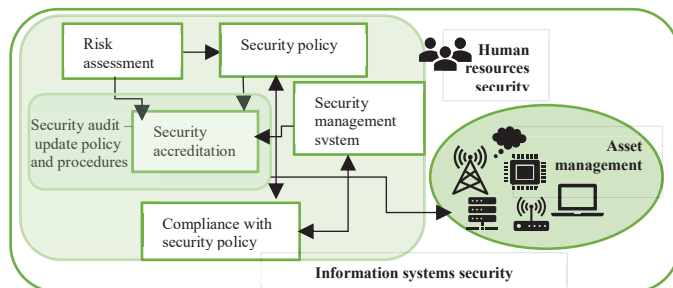 Risk
assessment
Security policy
Human
resources
security
Security audit
update policy
and procedures
Security
accreditation
Security
management
system
Asset
management
Compliance with
security policy
Information systems security